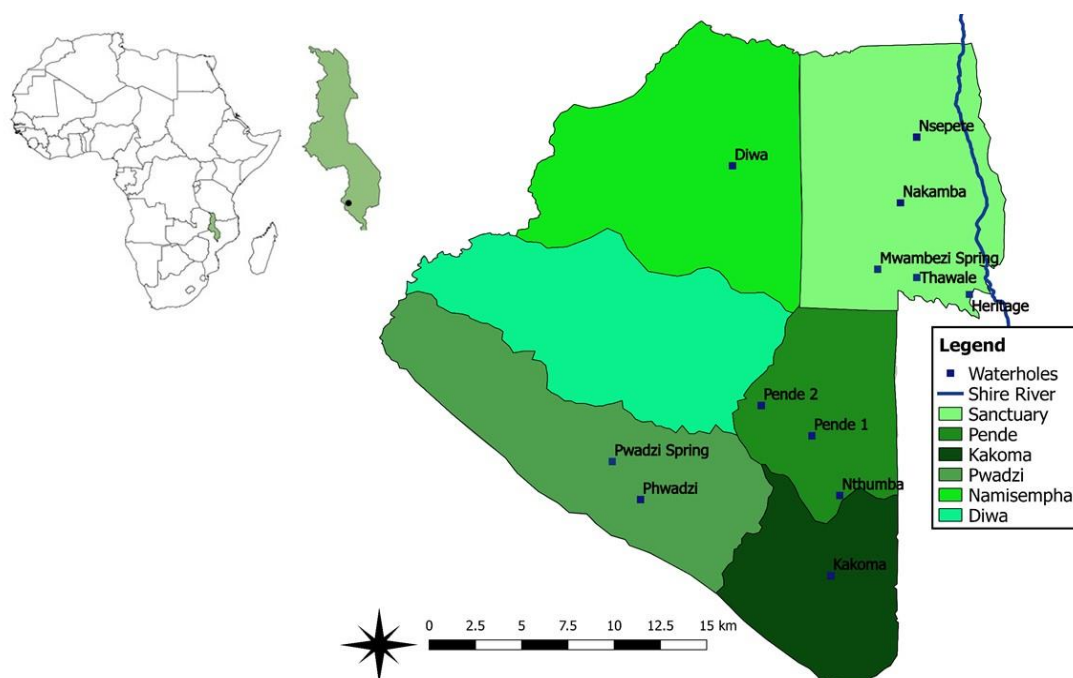 Nsepete
Diwa
Nakamba
Mwambezi Spring
Thawale
Heritage
Pende 2
Pende 1
Pwadzi Spring
Phwadzi
Nthumba
Kakoma
Legend
Waterholes
Shire River
Sanctuary
Pende
Kakoma
Pwadzi
Namisempha
Diwa
0 2.5 5 7.5 10 12.5 15 km